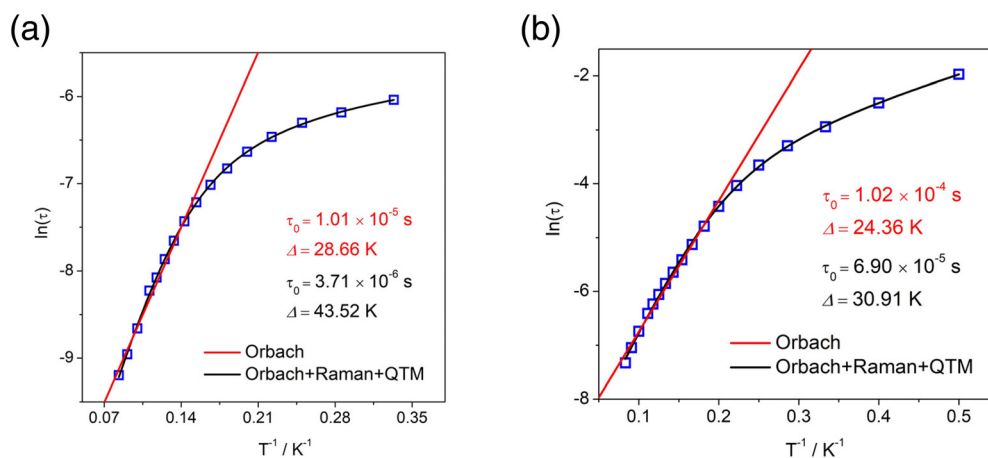 (a)
-6
-7
-8
-9
ln(τ)
τ₀ = 1.01 × 10⁻⁵ s
Δ = 28.66 K
τ₀ = 3.71 × 10⁻⁶ s
Δ = 43.52 K
Orbach
Orbach+Raman+QTM
0.07 0.14 0.21 0.28 0.35
T⁻¹ / K⁻¹
(b)
-2
-4
-6
-8
ln(τ)
τ₀ = 1.02 × 10⁻⁴ s
Δ = 24.36 K
τ₀ = 6.90 × 10⁻⁵ s
Δ = 30.91 K
Orbach
Orbach+Raman+QTM
0.1 0.2 0.3 0.4 0.5
T⁻¹ / K⁻¹